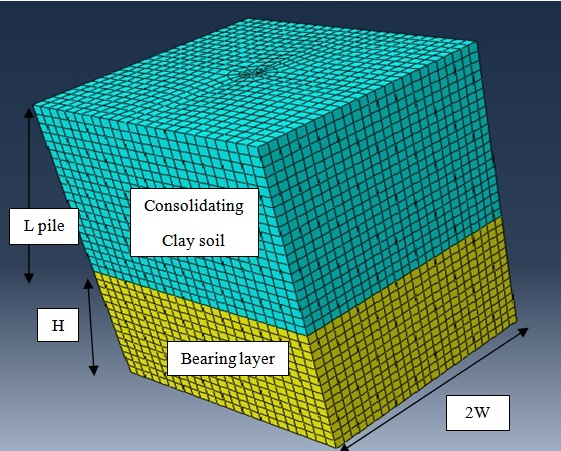 Consolidating
Clay soil
L pile
H
Bearing layer
2W